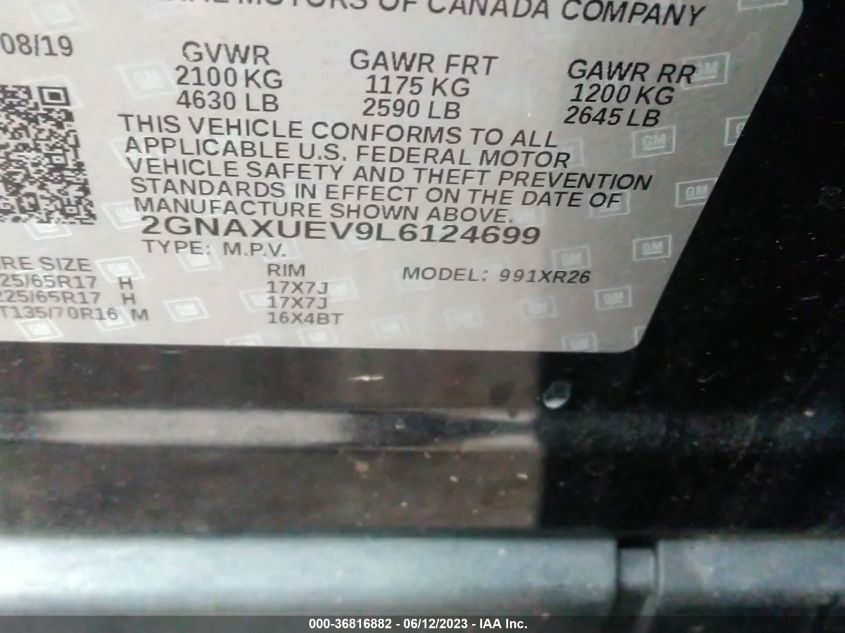 MOTORS OF CANADA COMPANY
08/19
GVWR
2100 KG
4630 LB
GAWR FRT
1175 KG
2590 LB
GAWR RR
1200 KG
2645 LB
THIS VEHICLE CONFORMS TO ALL
APPLICABLE U.S. FEDERAL MOTOR
VEHICLE SAFETY AND THEFT PREVENTION
STANDARDS IN EFFECT ON THE DATE OF
MANUFACTURE SHOWN ABOVE.
2GNAXUEV9L6124699
TYPE: M.P.V.
MODEL: 991XR26
RE SIZE
25/65R17 H
225/65R17 H
T135/70R16 M
RIM
17X7J
17X7J
16X4BT
000-36816882 - 06/12/2023 - IAA Inc.